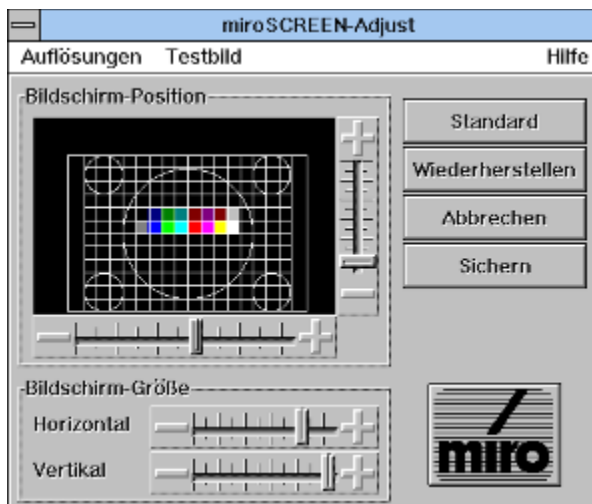 miroSCREEN-Adjust
Auflösungen Testbild Hilfe
Bildschirm-Position
Standard
Wiederherstellen
Abbrechen
Sichern
Bildschirm-Größe
Horizontal
Vertikal
miro